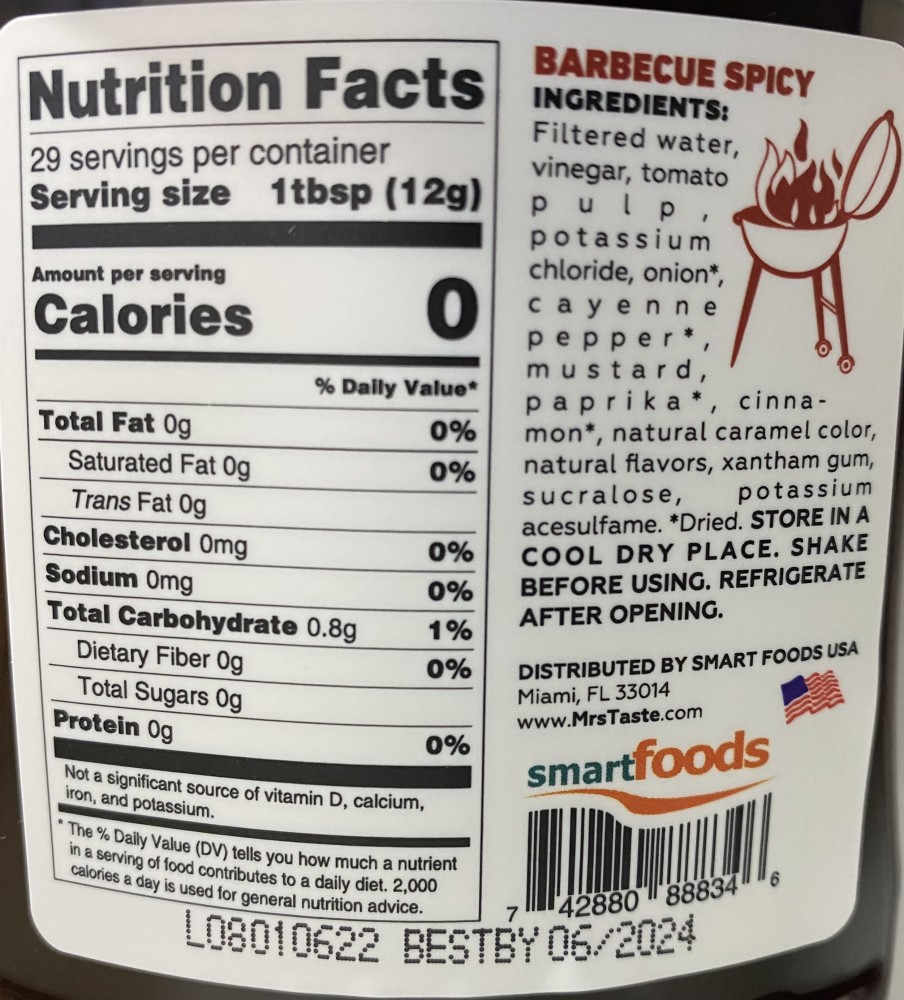 Nutrition Facts
29 servings per container
Serving size 1tbsp (12g)
Amount per serving
Calories 0
% Daily Value*
Total Fat 0g 0%
Saturated Fat 0g 0%
Trans Fat 0g
Cholesterol 0mg 0%
Sodium 0mg 0%
Total Carbohydrate 0.8g 1%
Dietary Fiber 0g 0%
Total Sugars 0g
Protein 0g 0%
Not a significant source of vitamin D, calcium,
iron, and potassium.
* The % Daily Value (DV) tells you how much a nutrient
in a serving of food contributes to a daily diet. 2,000
calories a day is used for general nutrition advice.
BARBECUE SPICY
INGREDIENTS:
Filtered water,
vinegar, tomato
pulp,
potassium
chloride, onion*,
cayenne
pepper*,
mustard,
paprika*, cinna-
mon*, natural caramel color,
natural flavors, xantham gum,
sucralose, potassium
acesulfame. *Dried. STORE IN A
COOL DRY PLACE. SHAKE
BEFORE USING. REFRIGERATE
AFTER OPENING.
DISTRIBUTED BY SMART FOODS USA
Miami, FL 33014
www.MrsTaste.com
smartfoods
7 42880 88834 6
L08010622 BESTBY 06/2024